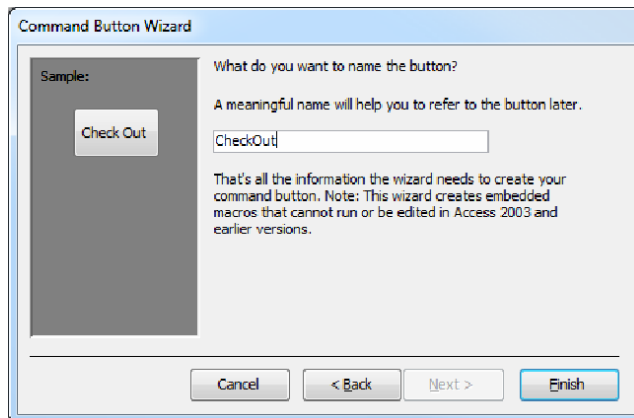 Command Button Wizard
Sample:
Check Out
What do you want to name the button?
A meaningful name will help you to refer to the button later.
CheckOut
That's all the information the wizard needs to create your
command button. Note: This wizard creates embedded
macros that cannot run or be edited in Access 2003 and
earlier versions.
Cancel
< Back
Next >
Finish